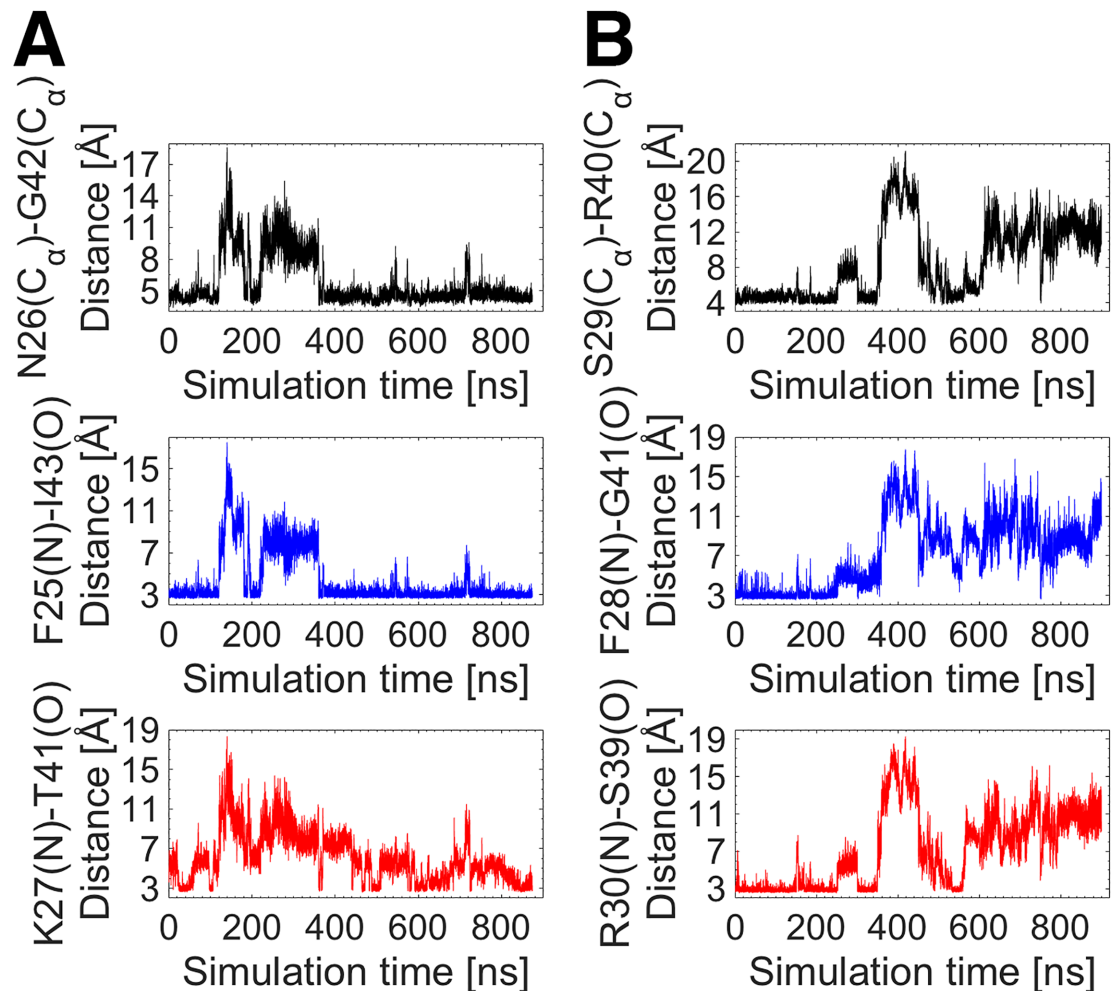 A
N26(Cα)-G42(Cα)
Distance [Å]
17
14
11
8
5
0 200 400 600 800
Simulation time [ns]
F25(N)-I43(O)
Distance [Å]
15
11
7
3
0 200 400 600 800
Simulation time [ns]
K27(N)-T41(O)
Distance [Å]
19
15
11
7
3
0 200 400 600 800
Simulation time [ns]
B
S29(Cα)-R40(Cα)
Distance [Å]
20
16
12
8
4
0 200 400 600 800
Simulation time [ns]
F28(N)-G41(O)
Distance [Å]
19
15
11
7
3
0 200 400 600 800
Simulation time [ns]
R30(N)-S39(O)
Distance [Å]
19
15
11
7
3
0 200 400 600 800
Simulation time [ns]